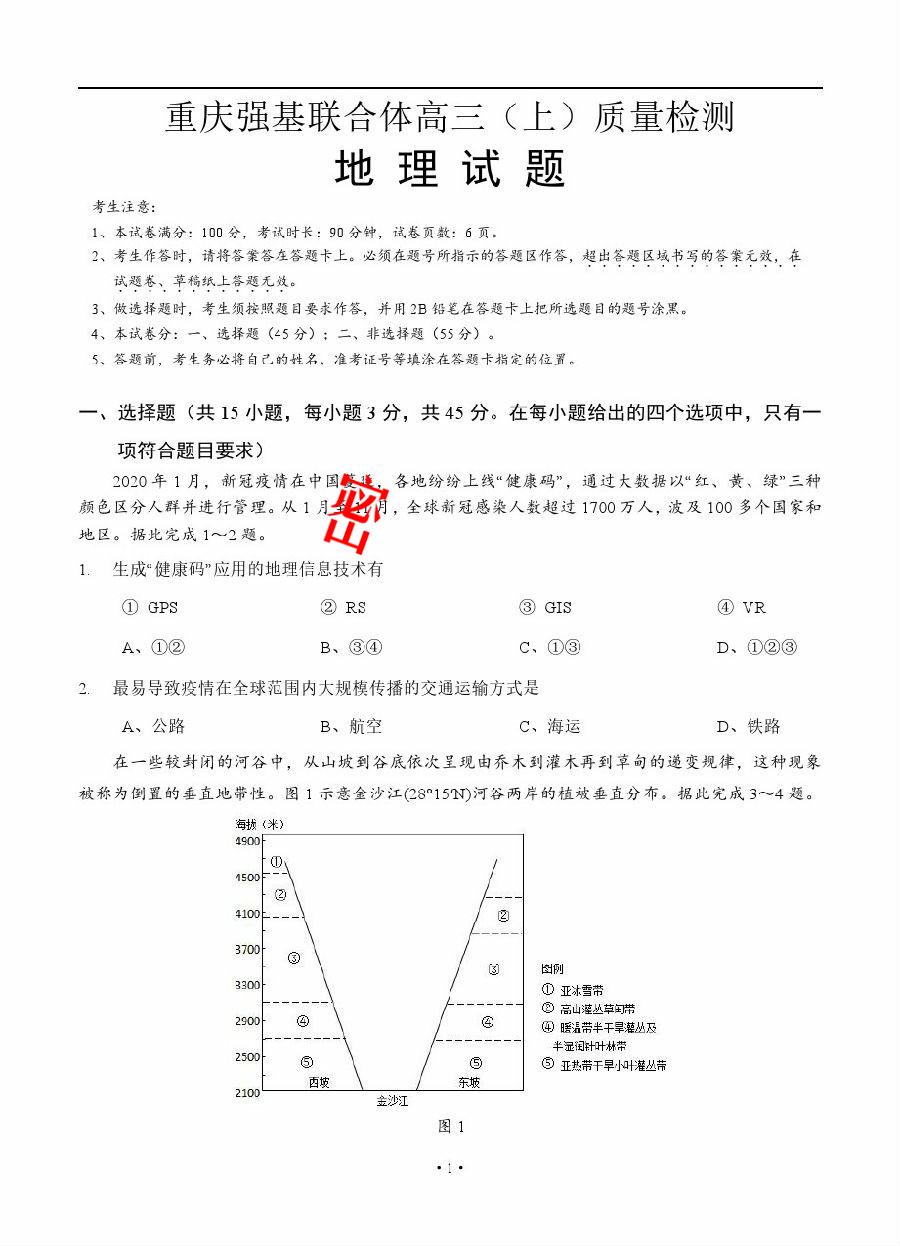 重庆强基联合体高三（上）质量检测
地 理 试 题
考生注意：
1、本试卷满分：100 分，考试时长：90 分钟，试卷页数：6 页。
2、考生作答时，请将答案答在答题卡上。必须在题号所指示的答题区作答，超出答题区域书写的答案无效，在
试题卷、草稿纸上答题无效。
3、做选择题时，考生须按照题目要求作答，并用 2B 铅笔在答题卡上把所选题目的题号涂黑。
4、本试卷分：一、选择题（45 分）；二、非选择题（55 分）。
5、答题前，考生务必将自己的姓名、准考证号等填涂在答题卡指定的位置。
一、选择题（共 15 小题，每小题 3 分，共 45 分。在每小题给出的四个选项中，只有一
项符合题目要求）
2020 年 1 月，新冠疫情在中国，各地纷纷上线“健康码”，通过大数据以“红、黄、绿”三种
颜色区分人群并进行管理。从 1 月至 11 月，全球新冠感染人数超过 1700 万人，波及 100 多个国家和
地区。据此完成 1～2 题。
密
1. 生成“健康码”应用的地理信息技术有
① GPS ② RS ③ GIS ④ VR
A、①② B、③④ C、①③ D、①②③
2. 最易导致疫情在全球范围内大规模传播的交通运输方式是
A、公路 B、航空 C、海运 D、铁路
在一些较封闭的河谷中，从山坡到谷底依次呈现由乔木到灌木再到草甸的递变规律，这种现象
被称为倒置的垂直地带性。图 1 示意金沙江(28°15′N)河谷两岸的植被垂直分布。据此完成 3～4 题。
海拔（米）
4900
①
4500
②
4100
②
3700
③ ③
3300
2900 ④ ④
2500
⑤ ⑤
西坡 东坡
2100
金沙江
图例
① 亚冰雪带
② 高山灌丛草甸带
④ 暖温带半干旱灌丛及
半湿润针叶林带
⑤ 亚热带干旱小叶灌丛带
图 1
• 1 •